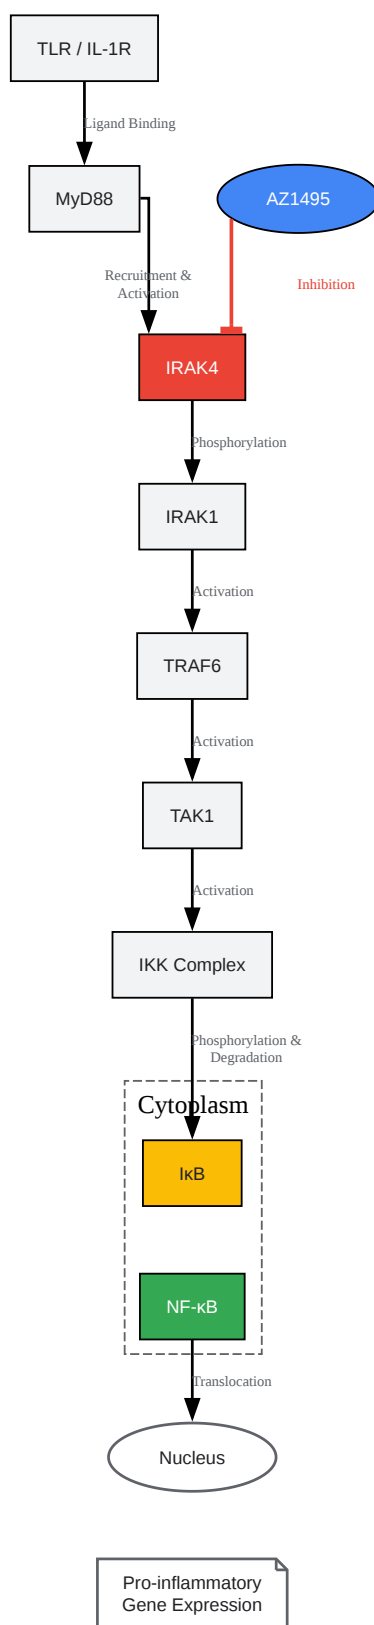 TLR / IL-1R
Ligand Binding
MyD88
AZ1495
Recruitment &
Activation
Inhibition
IRAK4
Phosphorylation
IRAK1
Activation
TRAF6
Activation
TAK1
Activation
IKK Complex
Phosphorylation &
Degradation
Cytoplasm
IκB
NF-κB
Translocation
Nucleus
Pro-inflammatory
Gene Expression